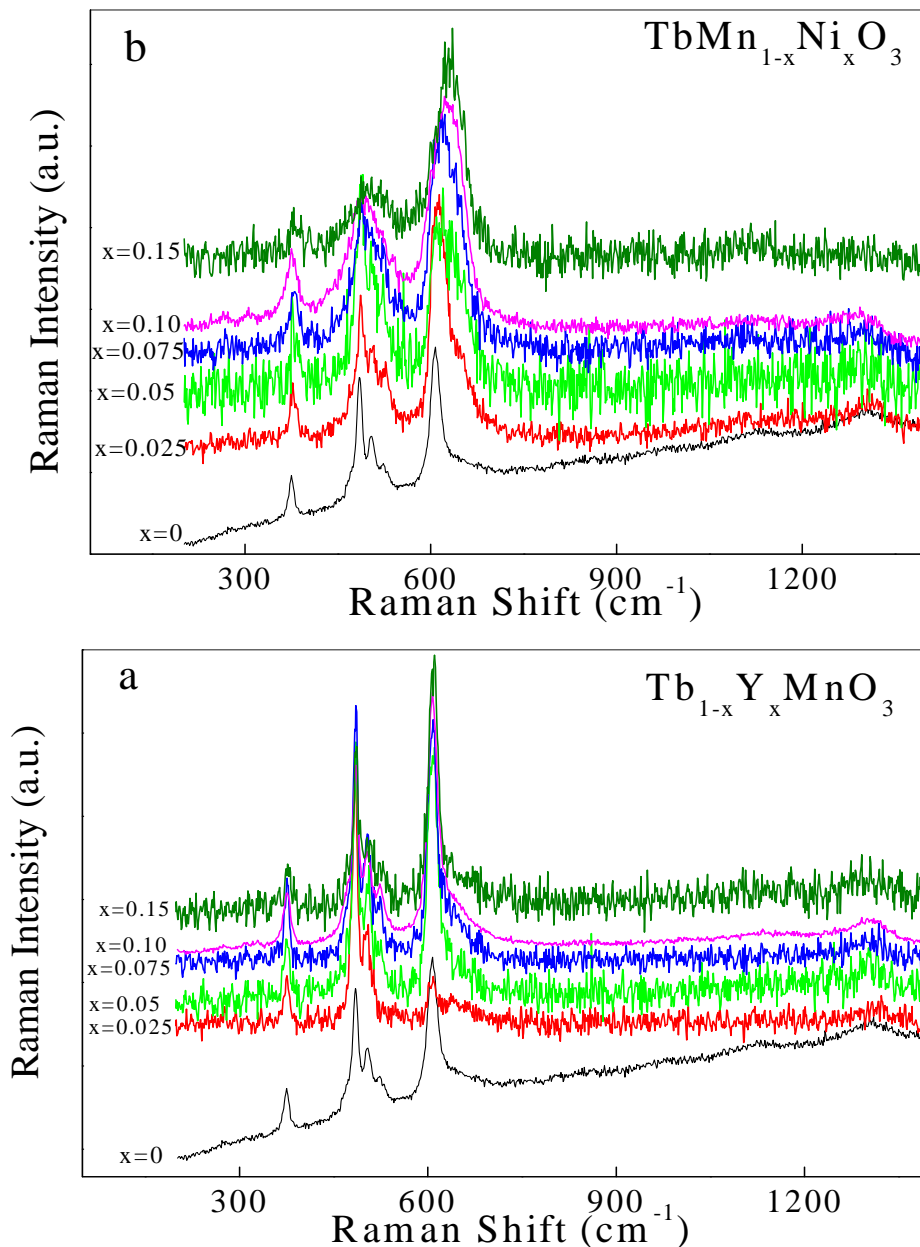 b
TbMn1-xNixO3
Raman Intensity (a.u.)
x=0.15
x=0.10
x=0.075
x=0.05
x=0.025
x=0
300 600 900 1200
Raman Shift (cm-1)
a
Tb1-xYxMnO3
Raman Intensity (a.u.)
x=0.15
x=0.10
x=0.075
x=0.05
x=0.025
x=0
300 600 900 1200
Raman Shift (cm-1)